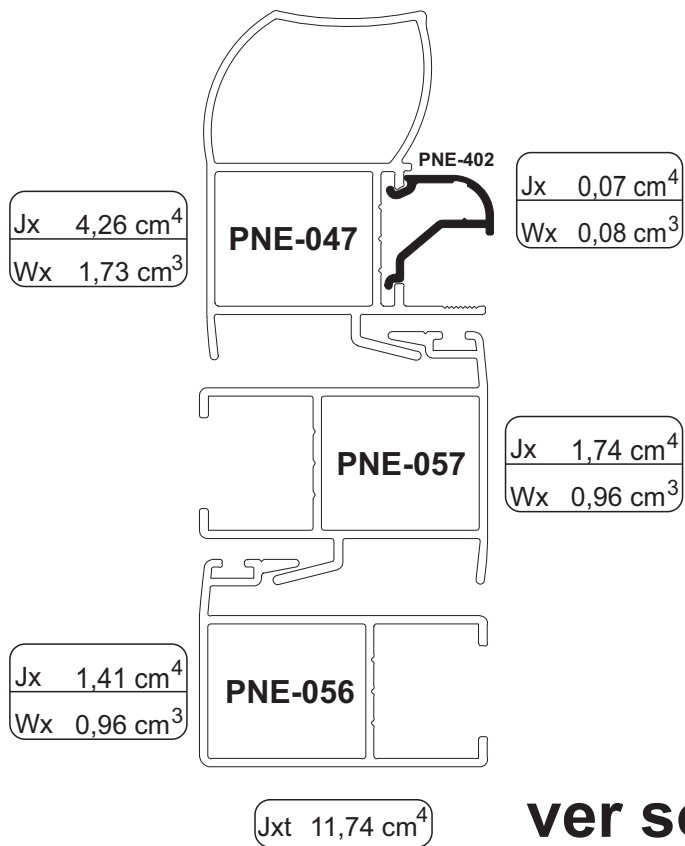 PNE-402
Jx 0,07 cm⁴
Wx 0,08 cm³
Jx 4,26 cm⁴
Wx 1,73 cm³
PNE-047
PNE-057
Jx 1,74 cm⁴
Wx 0,96 cm³
Jx 1,41 cm⁴
Wx 0,96 cm³
PNE-056
Jxt 11,74 cm⁴
ver